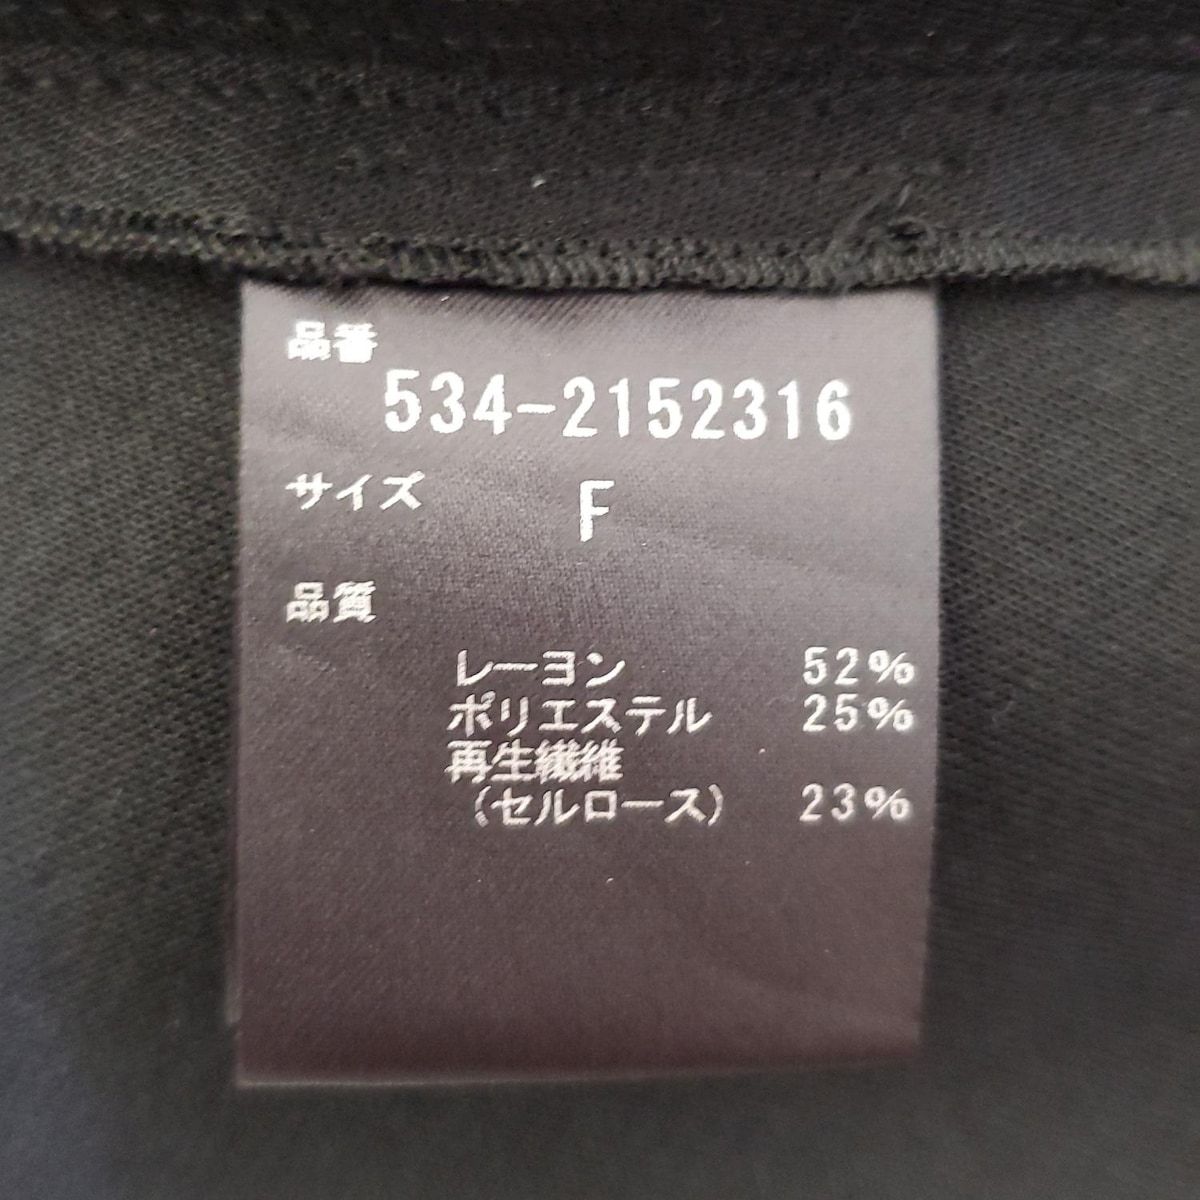 品番
534-2152316
サイズ F
品質
レーヨン 52%
ポリエステル 25%
再生繊維
(セルロース) 23%